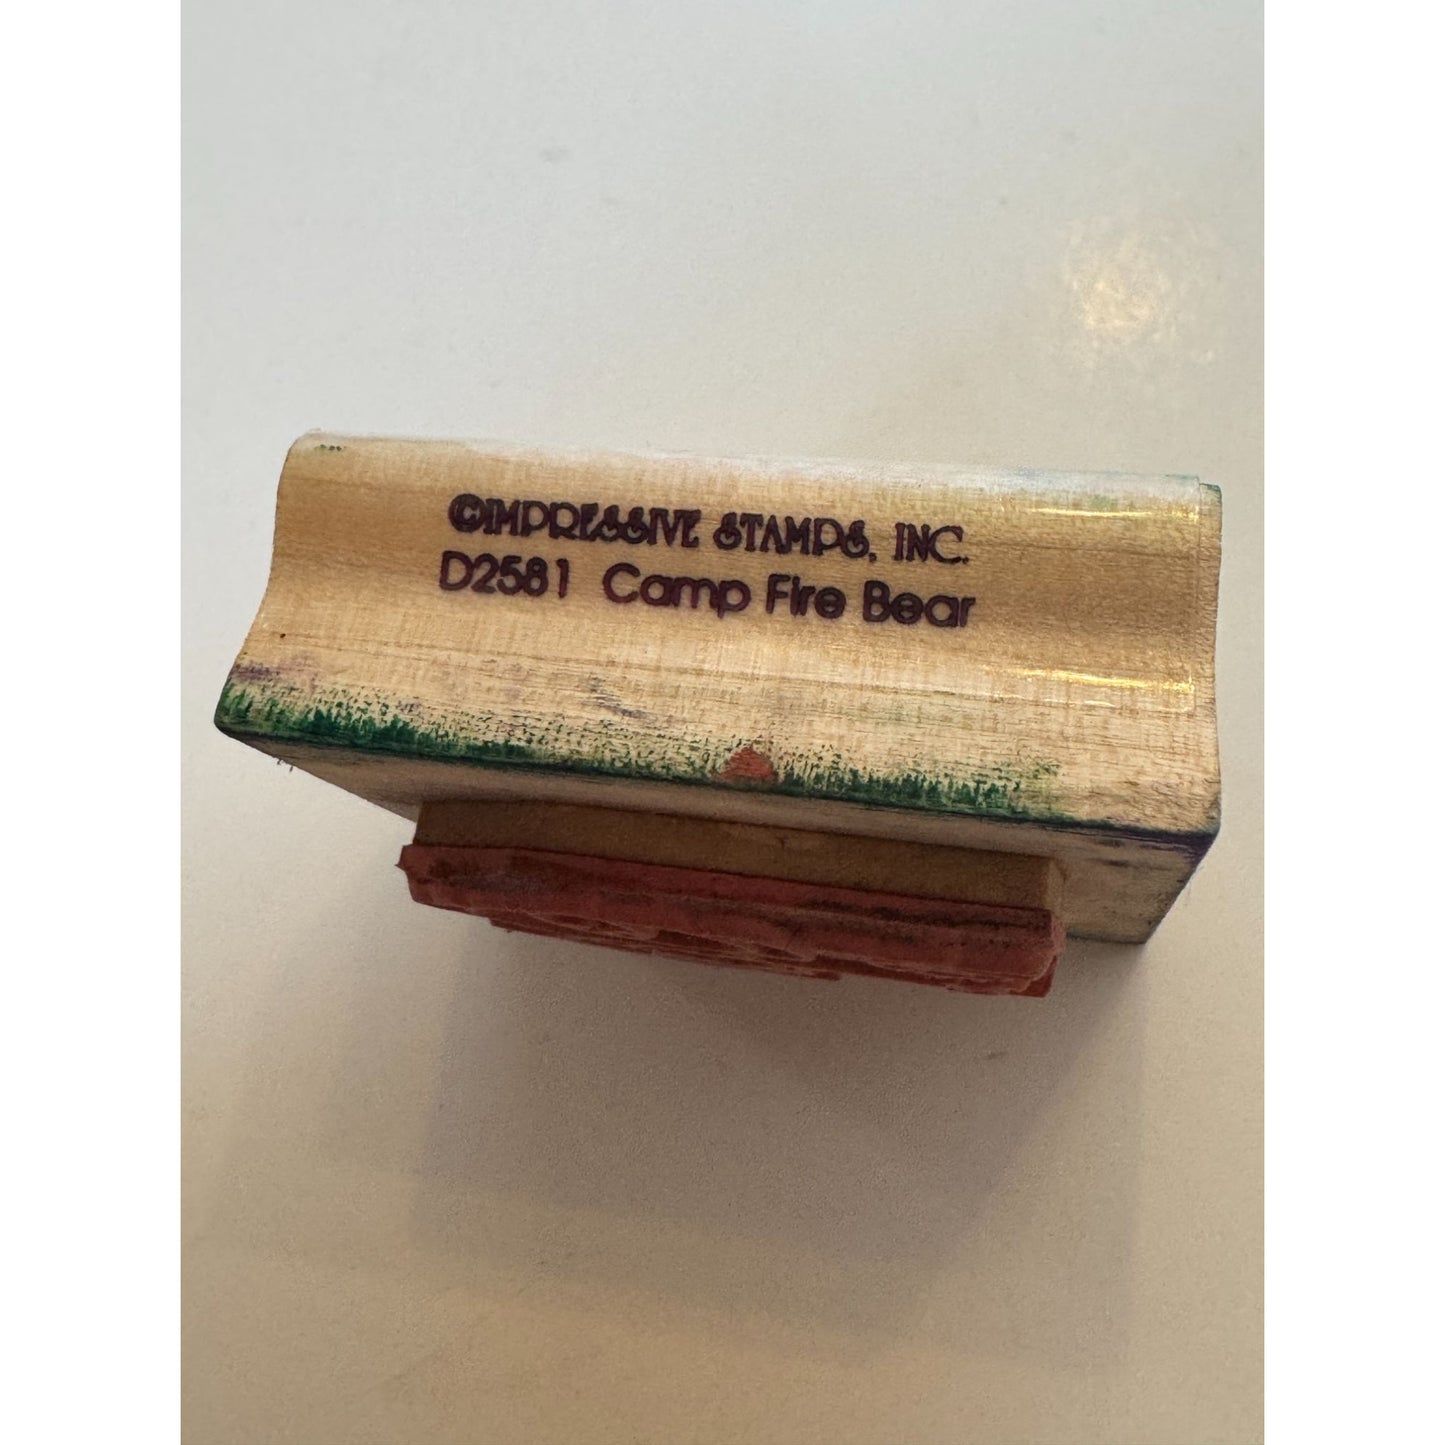 ©IMPRESSIVE STAMPS, INC.
D2581 Camp Fire Bear